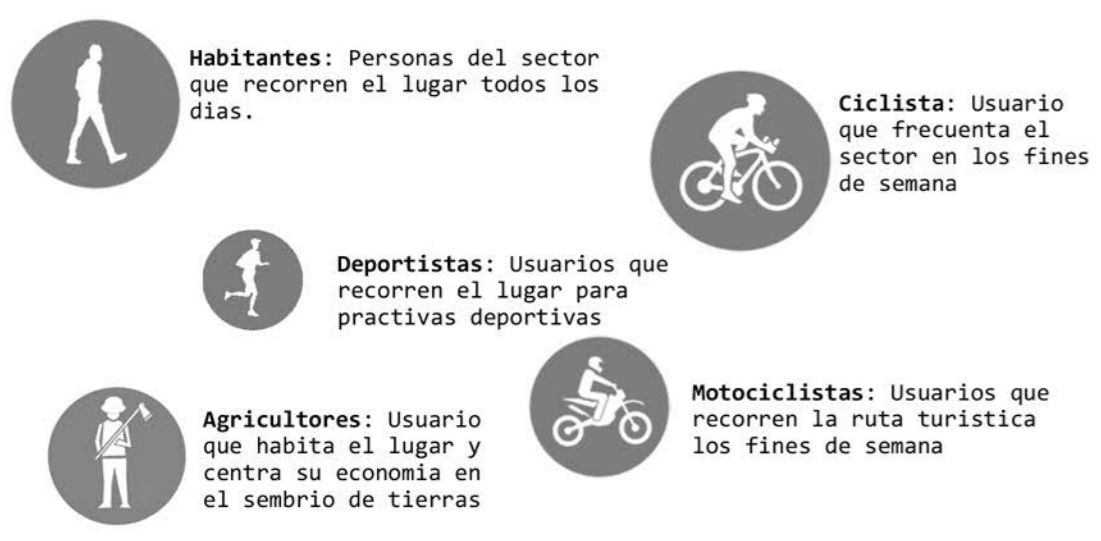 Habitantes: Personas del sector
que recorren el lugar todos los
dias.
Ciclista: Usuario
que frecuenta el
sector en los fines
de semana
Deportistas: Usuarios que
recorren el lugar para
practivas deportivas
Agricultores: Usuario
que habita el lugar y
centra su economia en
el sembrio de tierras
Motociclistas: Usuarios que
recorren la ruta turistica
los fines de semana